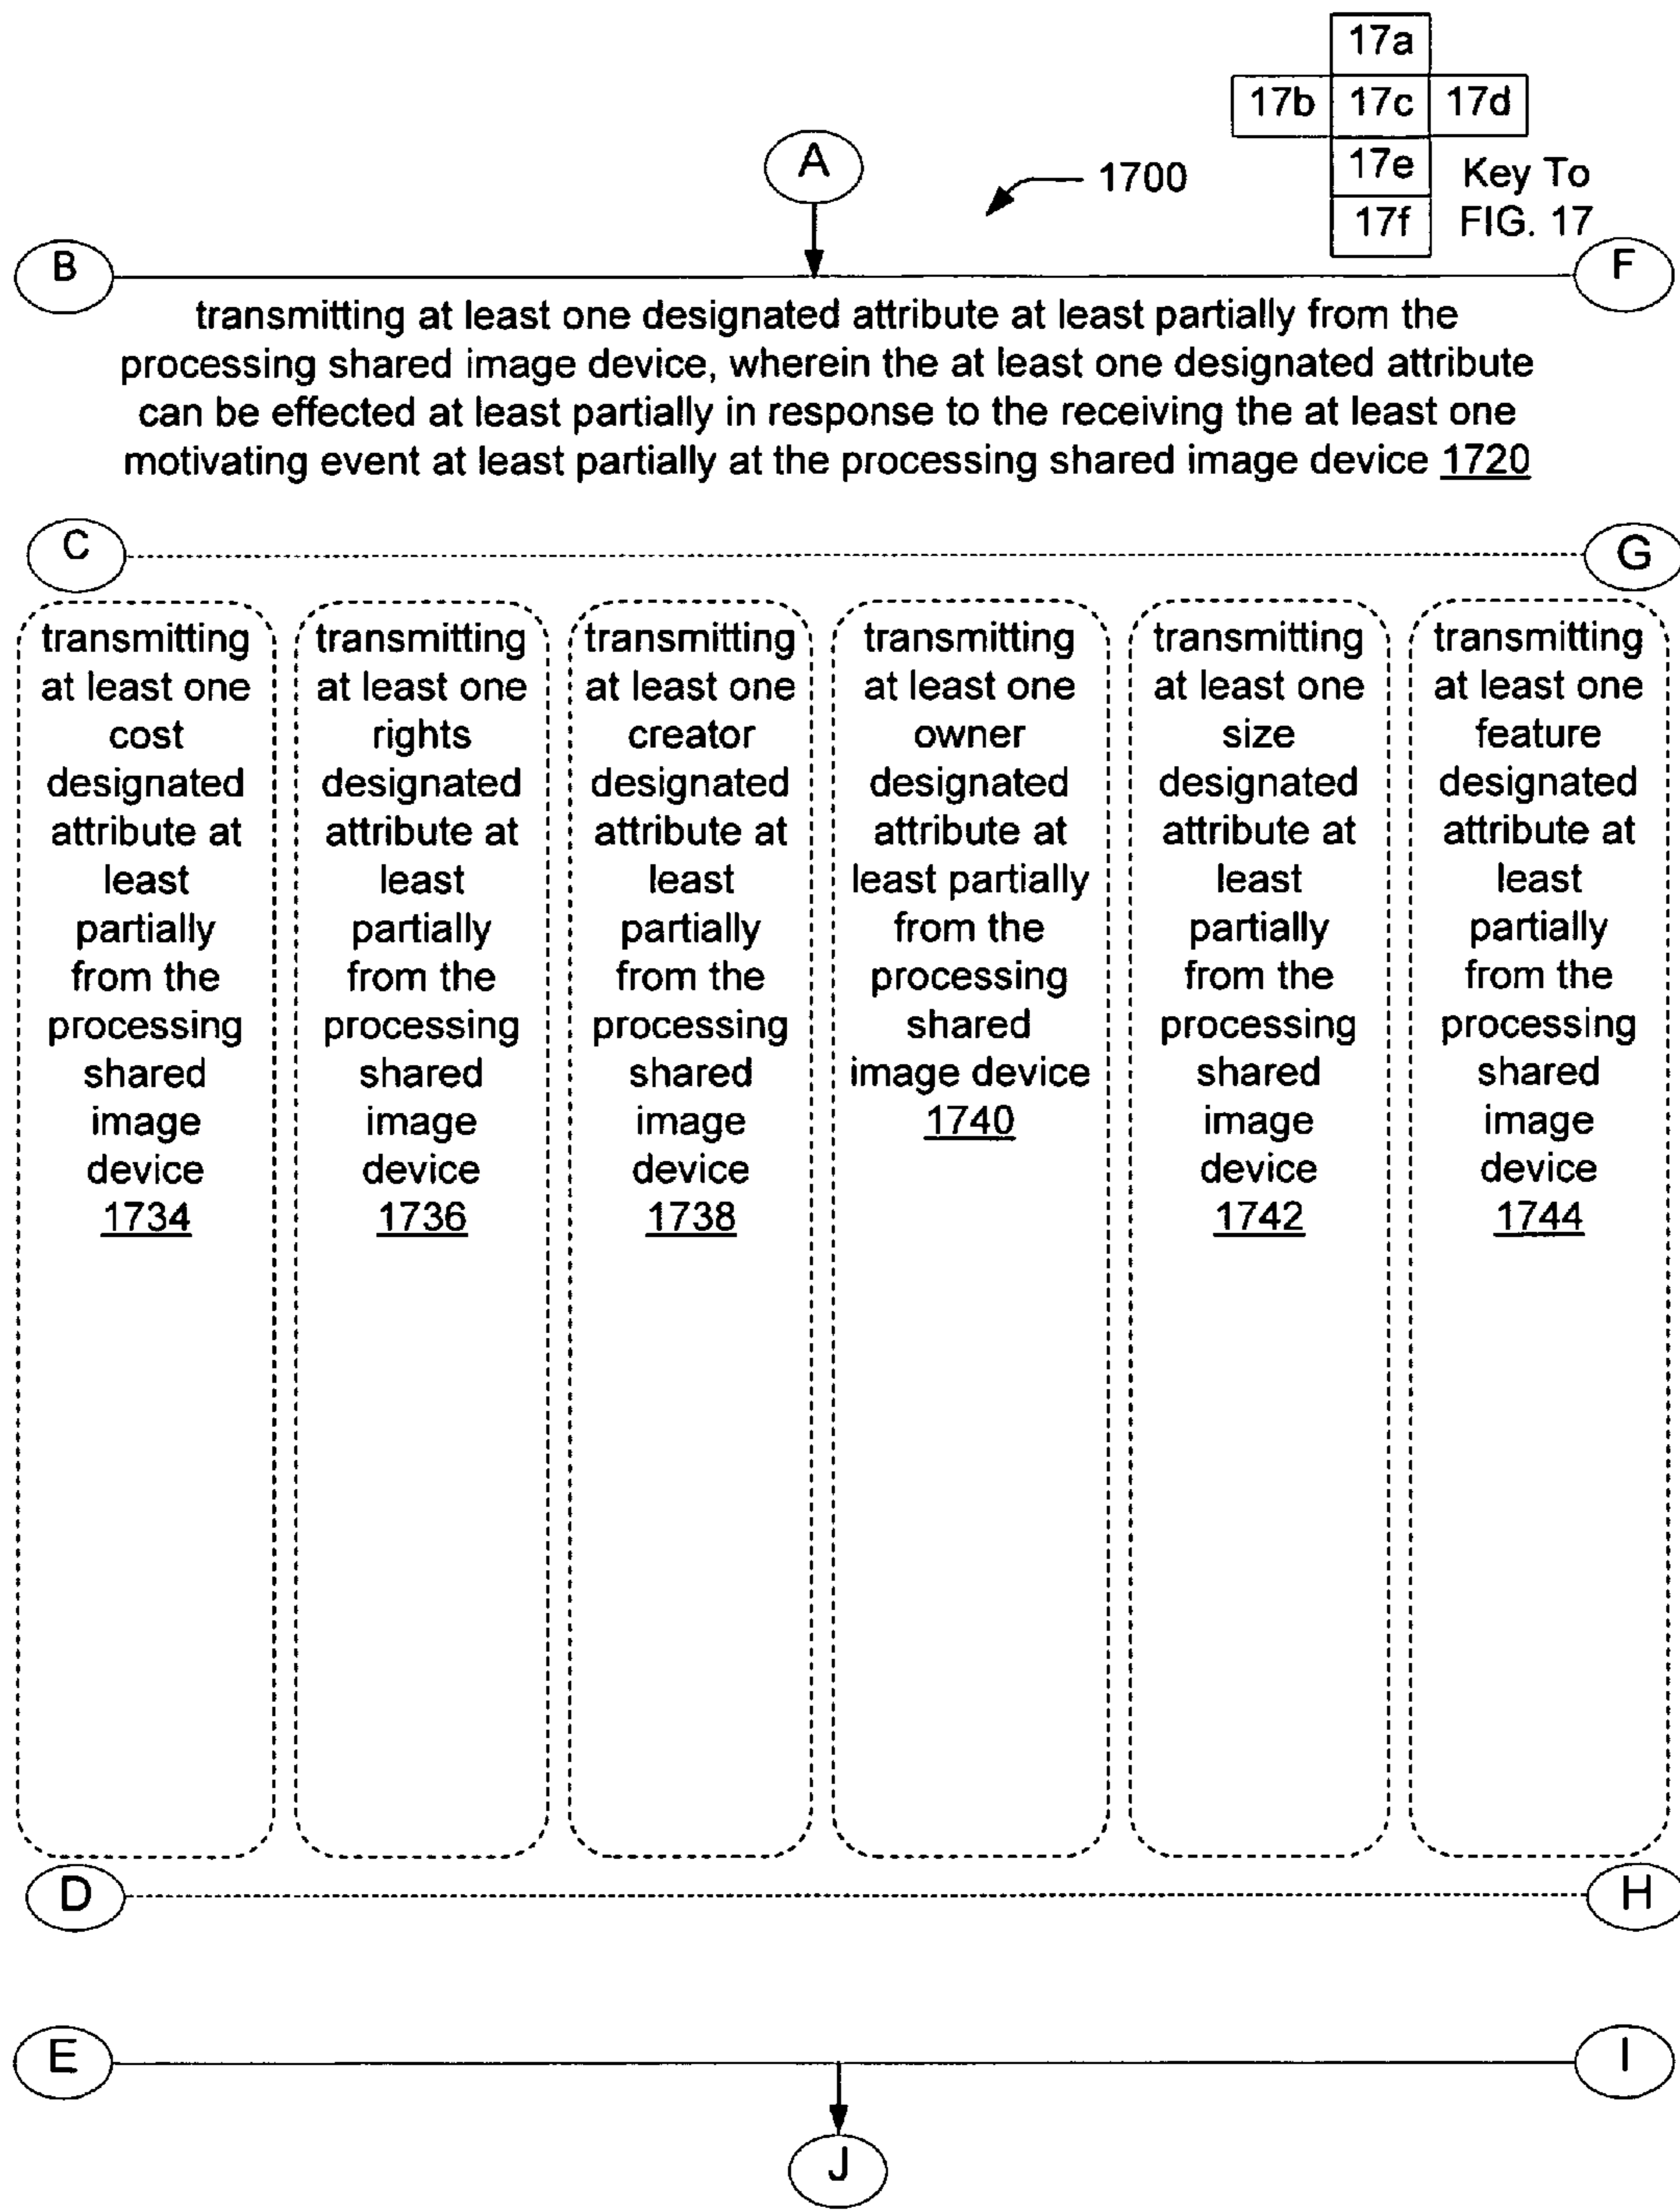 17a
17b 17c 17d
17e
17f
Key To
FIG. 17
A
1700
B
F
transmitting at least one designated attribute at least partially from the
processing shared image device, wherein the at least one designated attribute
can be effected at least partially in response to the receiving the at least one
motivating event at least partially at the processing shared image device 1720
C
G
transmitting
at least one
cost
designated
attribute at
least
partially
from the
processing
shared
image
device
1734
transmitting
at least one
rights
designated
attribute at
least
partially
from the
processing
shared
image
device
1736
transmitting
at least one
creator
designated
attribute at
least
partially
from the
processing
shared
image
device
1738
transmitting
at least one
owner
designated
attribute at
least partially
from the
processing
shared
image device
1740
transmitting
at least one
size
designated
attribute at
least
partially
from the
processing
shared
image
device
1742
transmitting
at least one
feature
designated
attribute at
least
partially
from the
processing
shared
image
device
1744
D
H
E
I
J